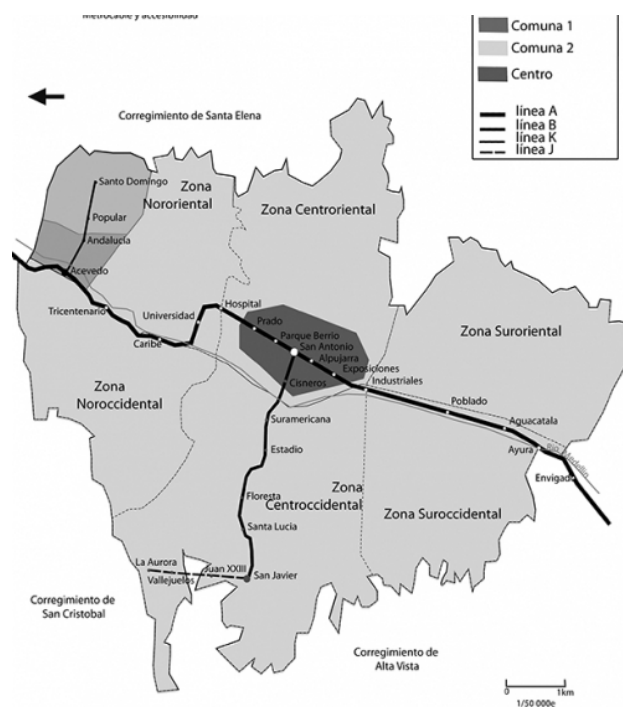 Metrocable y accesibilidad
Comuna 1
Comuna 2
Centro
línea A
línea B
línea K
línea J
Corregimiento de Santa Elena
Santo Domingo
Popular
Andalucía
Acevedo
Zona
Nororiental
Zona Centroriental
Tricentenario
Universidad
Hospital
Caribe
Prado
Parque Berrio
San Antonio
Alpujarra
Exposiciones
Industriales
Cisneros
Zona Suroriental
Poblado
Aguacatala
Ayura
Envigado
Zona
Noroccidental
Suramericana
Estadio
Floresta
Santa Lucia
Zona
Centroccidental
Zona Suroccidental
La Aurora
Vallejuelos
Juan XXIII
San Javier
Corregimiento de
San Cristobal
Corregimiento de
Alta Vista
0
1km
1/50 000e